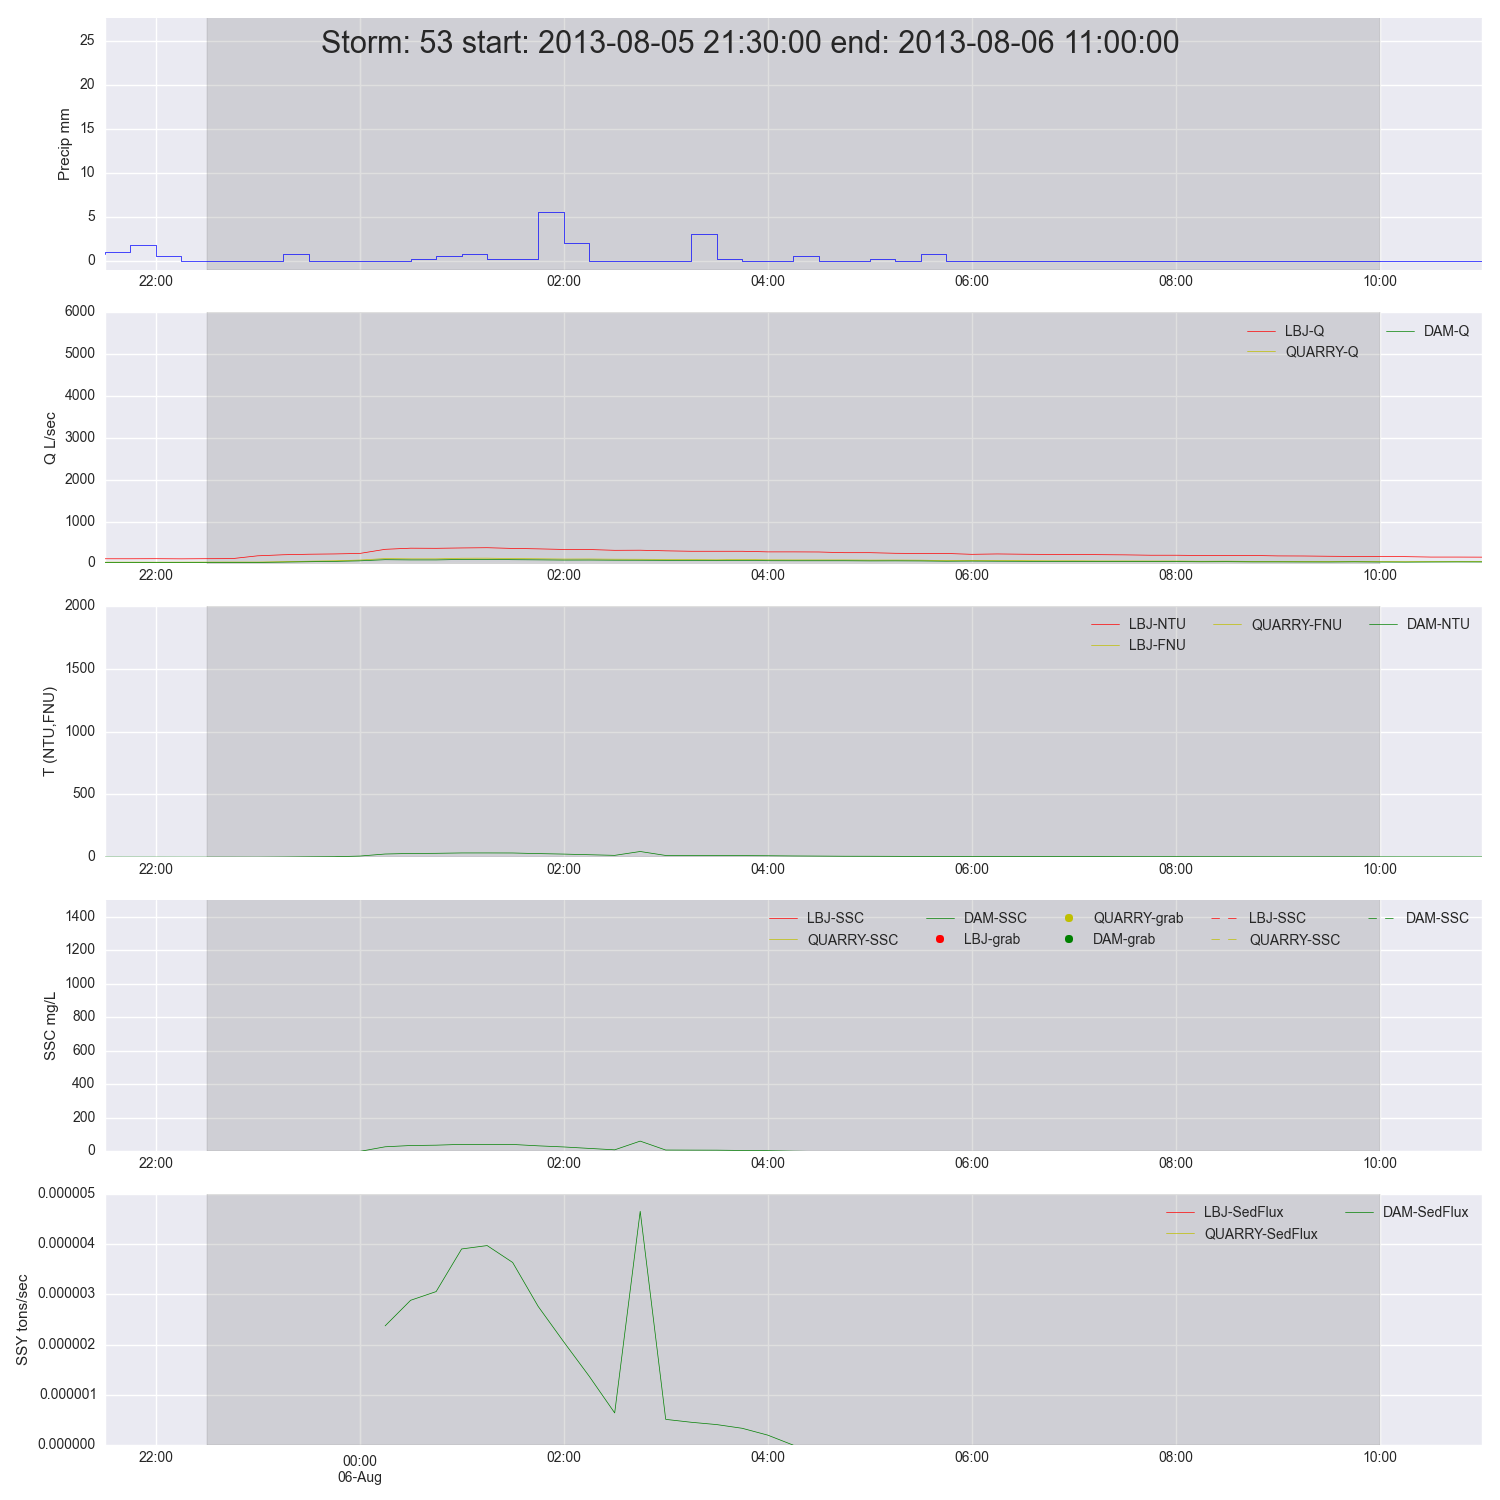 Storm: 53 start: 2013-08-05 21:30:00 end: 2013-08-06 11:00:00
Precip mm
25
20
15
10
5
0
22:00 02:00 04:00 06:00 08:00 10:00
Q L/sec
6000
5000
4000
3000
2000
1000
0
LBJ-Q DAM-Q
QUARRY-Q
22:00 02:00 04:00 06:00 08:00 10:00
T (NTU,FNU)
2000
1500
1000
500
0
LBJ-NTU QUARRY-FNU DAM-NTU
LBJ-FNU
22:00 02:00 04:00 06:00 08:00 10:00
SSC mg/L
1400
1200
1000
800
600
400
200
0
LBJ-SSC DAM-SSC QUARRY-grab LBJ-SSC DAM-SSC
QUARRY-SSC LBJ-grab DAM-grab QUARRY-SSC
22:00 02:00 04:00 06:00 08:00 10:00
SSY tons/sec
0.000005
0.000004
0.000003
0.000002
0.000001
0.000000
LBJ-SedFlux DAM-SedFlux
QUARRY-SedFlux
22:00 00:00 02:00 04:00 06:00 08:00 10:00
06-Aug